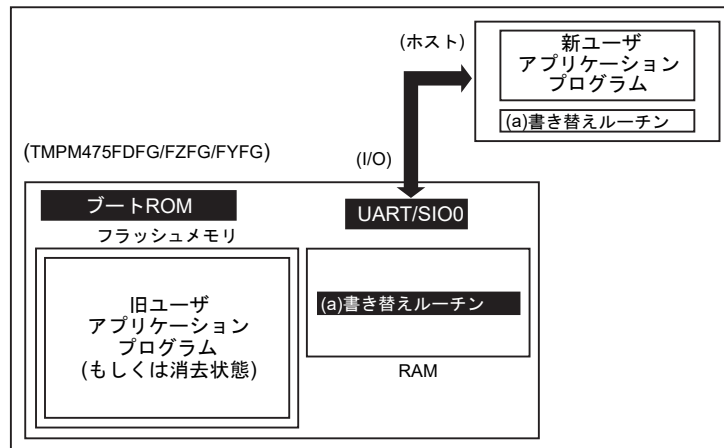 (ホスト)
新ユーザ
アプリケーション
プログラム
(a)書き替えルーチン
(TMPM475FDFG/FZFG/FYFG)
(I/O)
ブートROM
UART/SIO0
フラッシュメモリ
旧ユーザ
アプリケーション
プログラム
(もしくは消去状態)
(a)書き替えルーチン
RAM